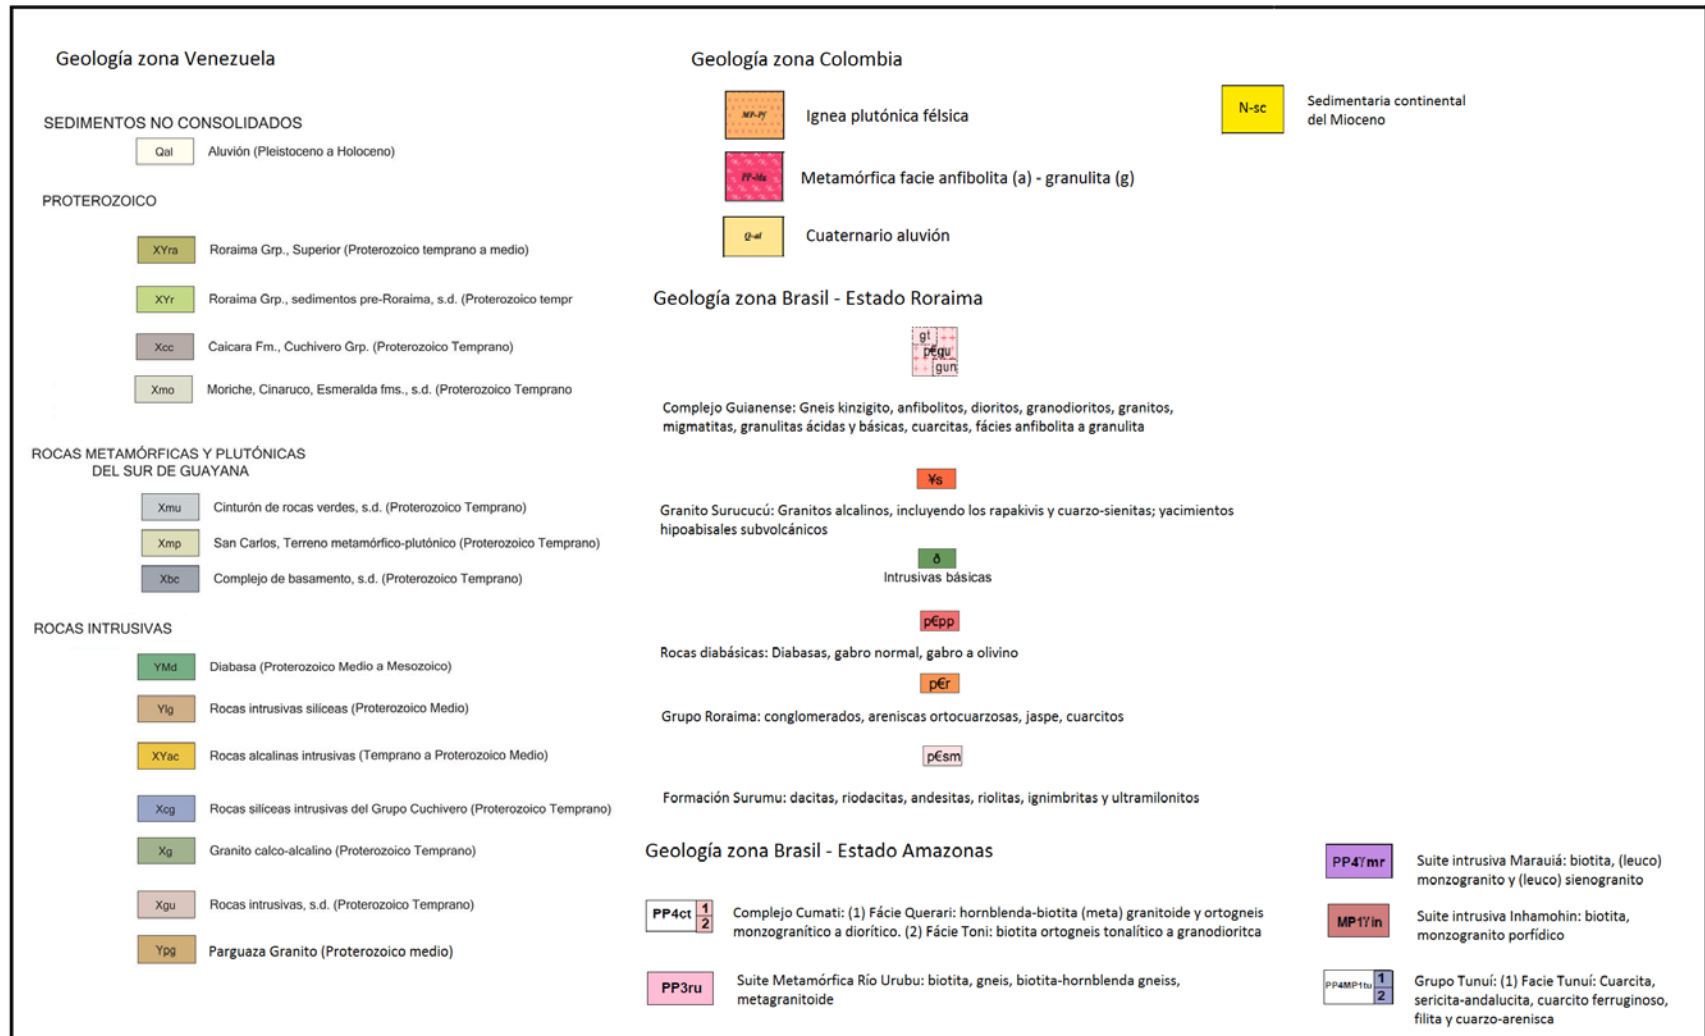 Geología zona Venezuela
SEDIMENTOS NO CONSOLIDADOS
Qal
Aluvión (Pleistoceno a Holoceno)
PROTEROZOICO
XYra
Roraima Grp., Superior (Proterozoico temprano a medio)
XYr
Roraima Grp., sedimentos pre-Roraima, s.d. (Proterozoico tempr
Xcc
Caicara Fm., Cuchivero Grp. (Proterozoico Temprano)
Xmo
Moriche, Cinaruco, Esmeralda fms., s.d. (Proterozoico Temprano
ROCAS METAMÓRFICAS Y PLUTÓNICAS
DEL SUR DE GUAYANA
Xmu
Cinturón de rocas verdes, s.d. (Proterozoico Temprano)
Xmp
San Carlos, Terreno metamórfico-plutónico (Proterozoico Temprano)
Xbc
Complejo de basamento, s.d. (Proterozoico Temprano)
ROCAS INTRUSIVAS
YMd
Diabasa (Proterozoico Medio a Mesozoico)
YIg
Rocas intrusivas silíceas (Proterozoico Medio)
XYac
Rocas alcalinas intrusivas (Temprano a Proterozoico Medio)
Xcg
Rocas silíceas intrusivas del Grupo Cuchivero (Proterozoico Temprano)
Xg
Granito calco-alcalino (Proterozoico Temprano)
Xgu
Rocas intrusivas, s.d. (Proterozoico Temprano)
Ypg
Parguaza Granito (Proterozoico medio)
Geología zona Colombia
MP-Pf
Ignea plutónica félsica
PP-Ma
Metamórfica facie anfibolita (a) - granulita (g)
Q-al
Cuaternario aluvión
N-sc
Sedimentaria continental
del Mioceno
Geología zona Brasil - Estado Roraima
gt
p€gu
gun
Complejo Guianense: Gneis kinzigito, anfibolitos, dioritos, granodioritos, granitos,
migmatitas, granulitas ácidas y básicas, cuarcitas, fácies anfibolita a granulita
¥s
Granito Surucucú: Granitos alcalinos, incluyendo los rapakivis y cuarzo-sienitas; yacimientos
hipoabisales subvolcánicos
δ
Intrusivas básicas
p€pp
Rocas diabásicas: Diabasas, gabro normal, gabro a olivino
p€r
Grupo Roraima: conglomerados, areniscas ortocuarzosas, jaspe, cuarcitos
p€sm
Formación Surumu: dacitas, riodacitas, andesitas, riolitas, ignimbritas y ultramilonitos
Geología zona Brasil - Estado Amazonas
PP4ct
1
2
Complejo Cumati: (1) Fácie Querari: hornblenda-biotita (meta) granitoide y ortogneis
monzogranítico a diorítico. (2) Fácie Toni: biotita ortogneis tonalítico a granodioritca
PP3ru
Suite Metamórfica Río Urubu: biotita, gneis, biotita-hornblenda gneiss,
metagranitoide
PP4γmr
Suite intrusiva Marauiá: biotita, (leuco)
monzogranito y (leuco) sienogranito
MP1γin
Suite intrusiva Inhamohin: biotita,
monzogranito porfídico
PP4MP1tu
1
2
Grupo Tunuí: (1) Facie Tunuí: Cuarcita,
sericita-andalucita, cuarcito ferruginoso,
filita y cuarzo-arenisca